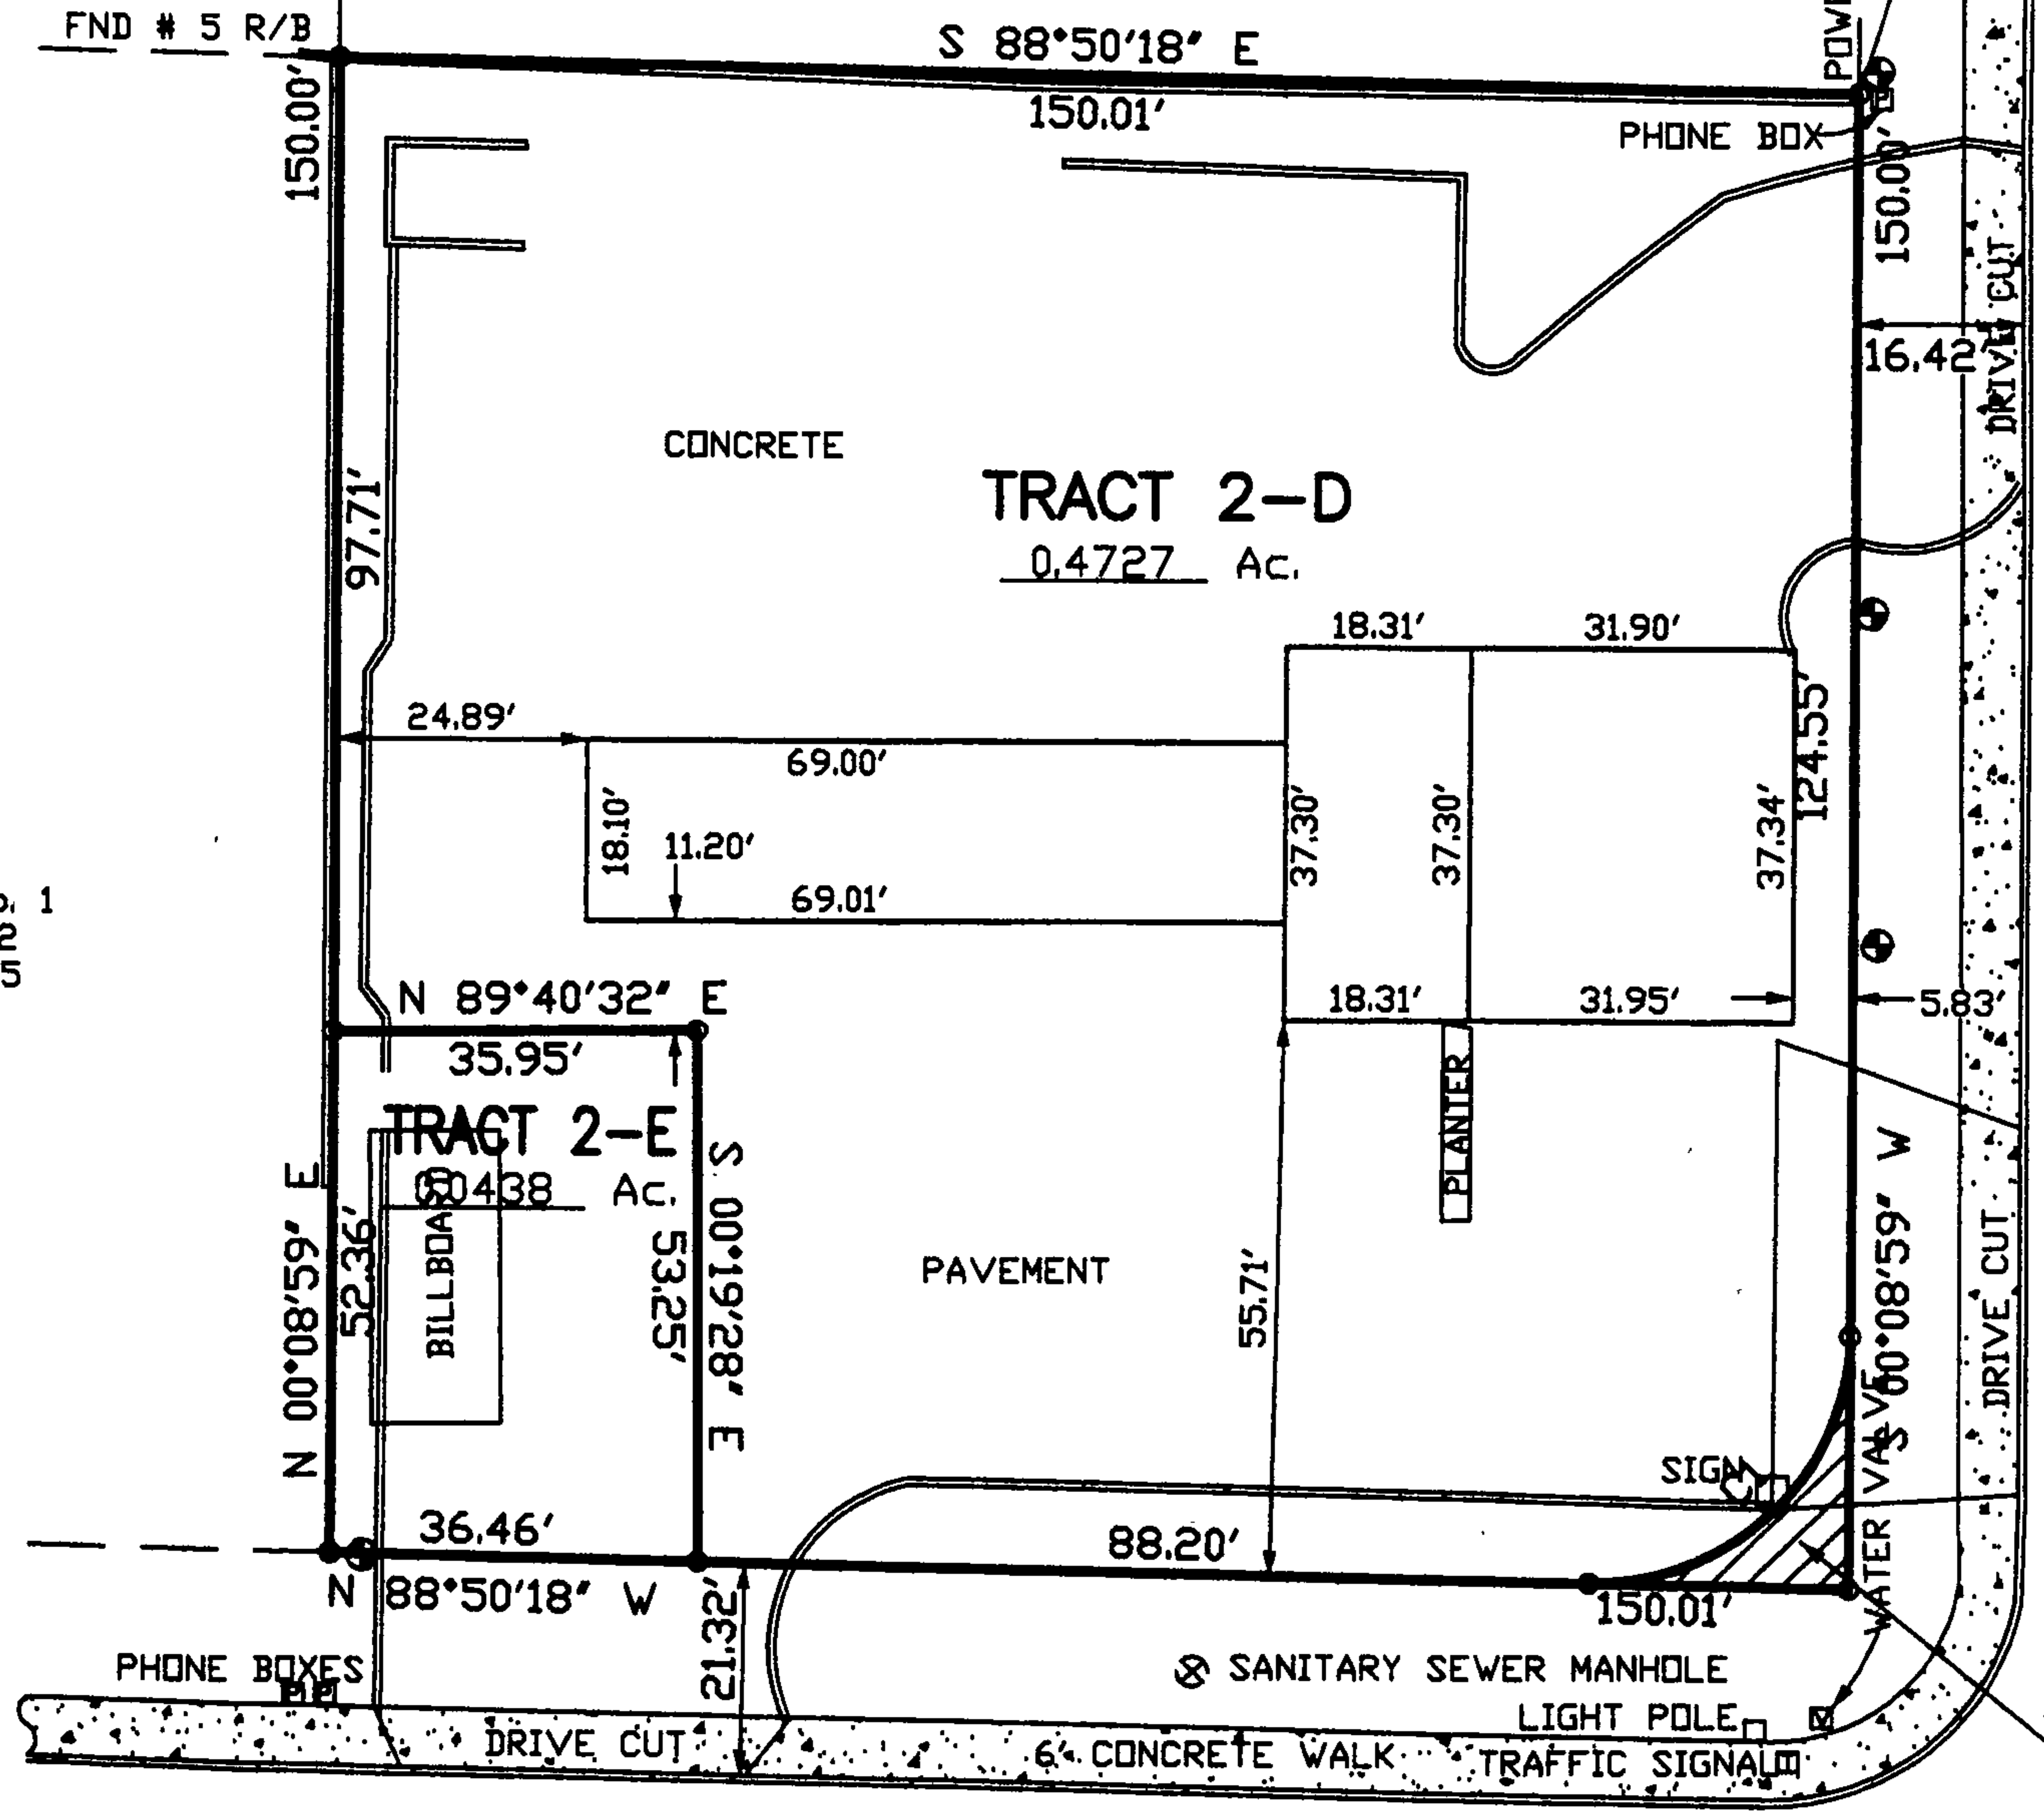 FND # 5 R/B
S 88°50'18" E
150.01'
150.00'
PHONE BOX
150.00'
DRIVE CUT
16.42'
CONCRETE
TRACT 2-D
0.4727 Ac.
97.71'
18.31'
31.90'
124.55'
24.89'
69.00'
18.10'
11.20'
69.01'
37.30'
37.30'
37.34'
1
5
N 89°40'32" E
35.95'
18.31'
31.95'
5.83'
PLANTER
TRACT 2-E
Ac.
BILLBOARD
N 00°08'59" E
52.36'
S 00°19'28" E
53.25'
PAVEMENT
55.71'
S 00°08'59" W
DRIVE CUT
WATER VALVE
SIGN
36.46'
88.20'
N 88°50'18" W
150.01'
21.32'
PHONE BOXES
SANITARY SEWER MANHOLE
LIGHT POLE
DRIVE CUT
6' CONCRETE WALK
TRAFFIC SIGNAL